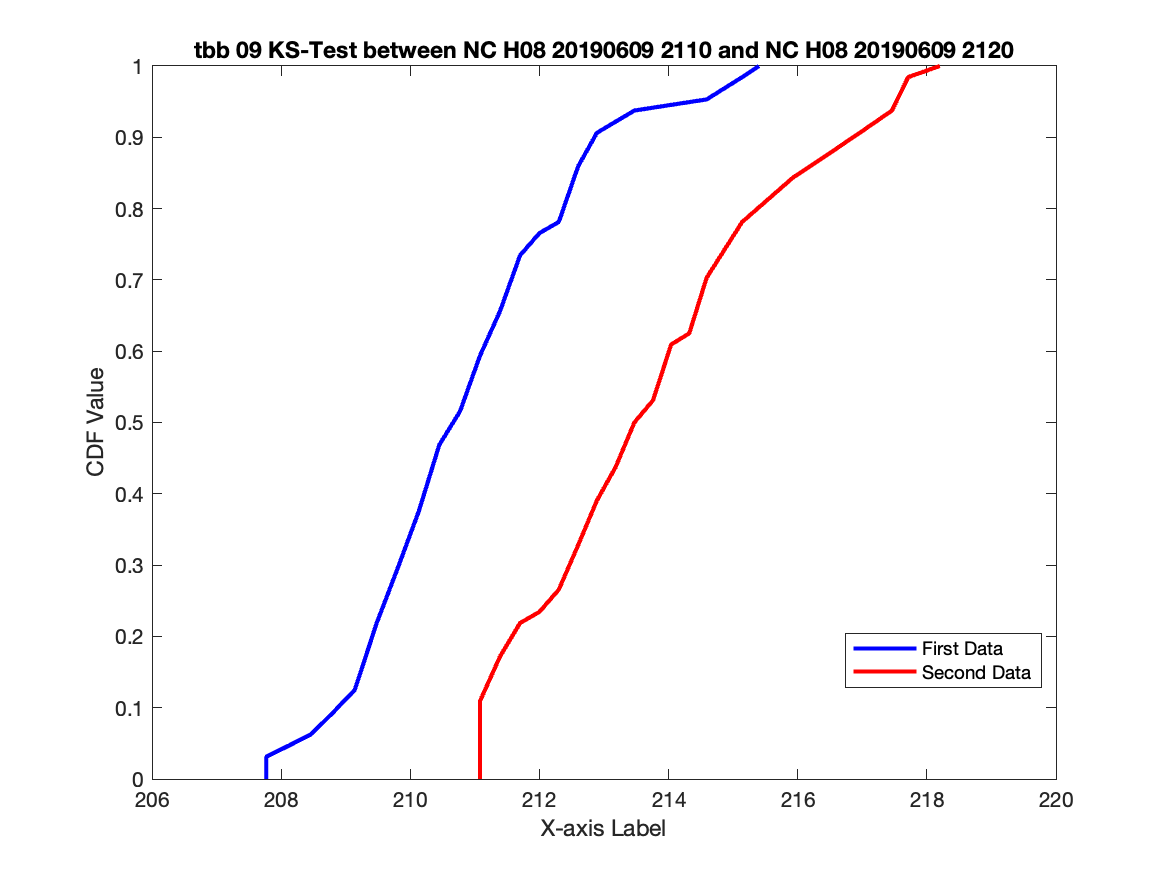 tbb 09 KS-Test between NC H08 20190609 2110 and NC H08 20190609 2120
1
0.9
0.8
0.7
0.6
0.5
0.4
0.3
0.2
0.1
0
CDF Value
First Data
Second Data
206 208 210 212 214 216 218 220
X-axis Label